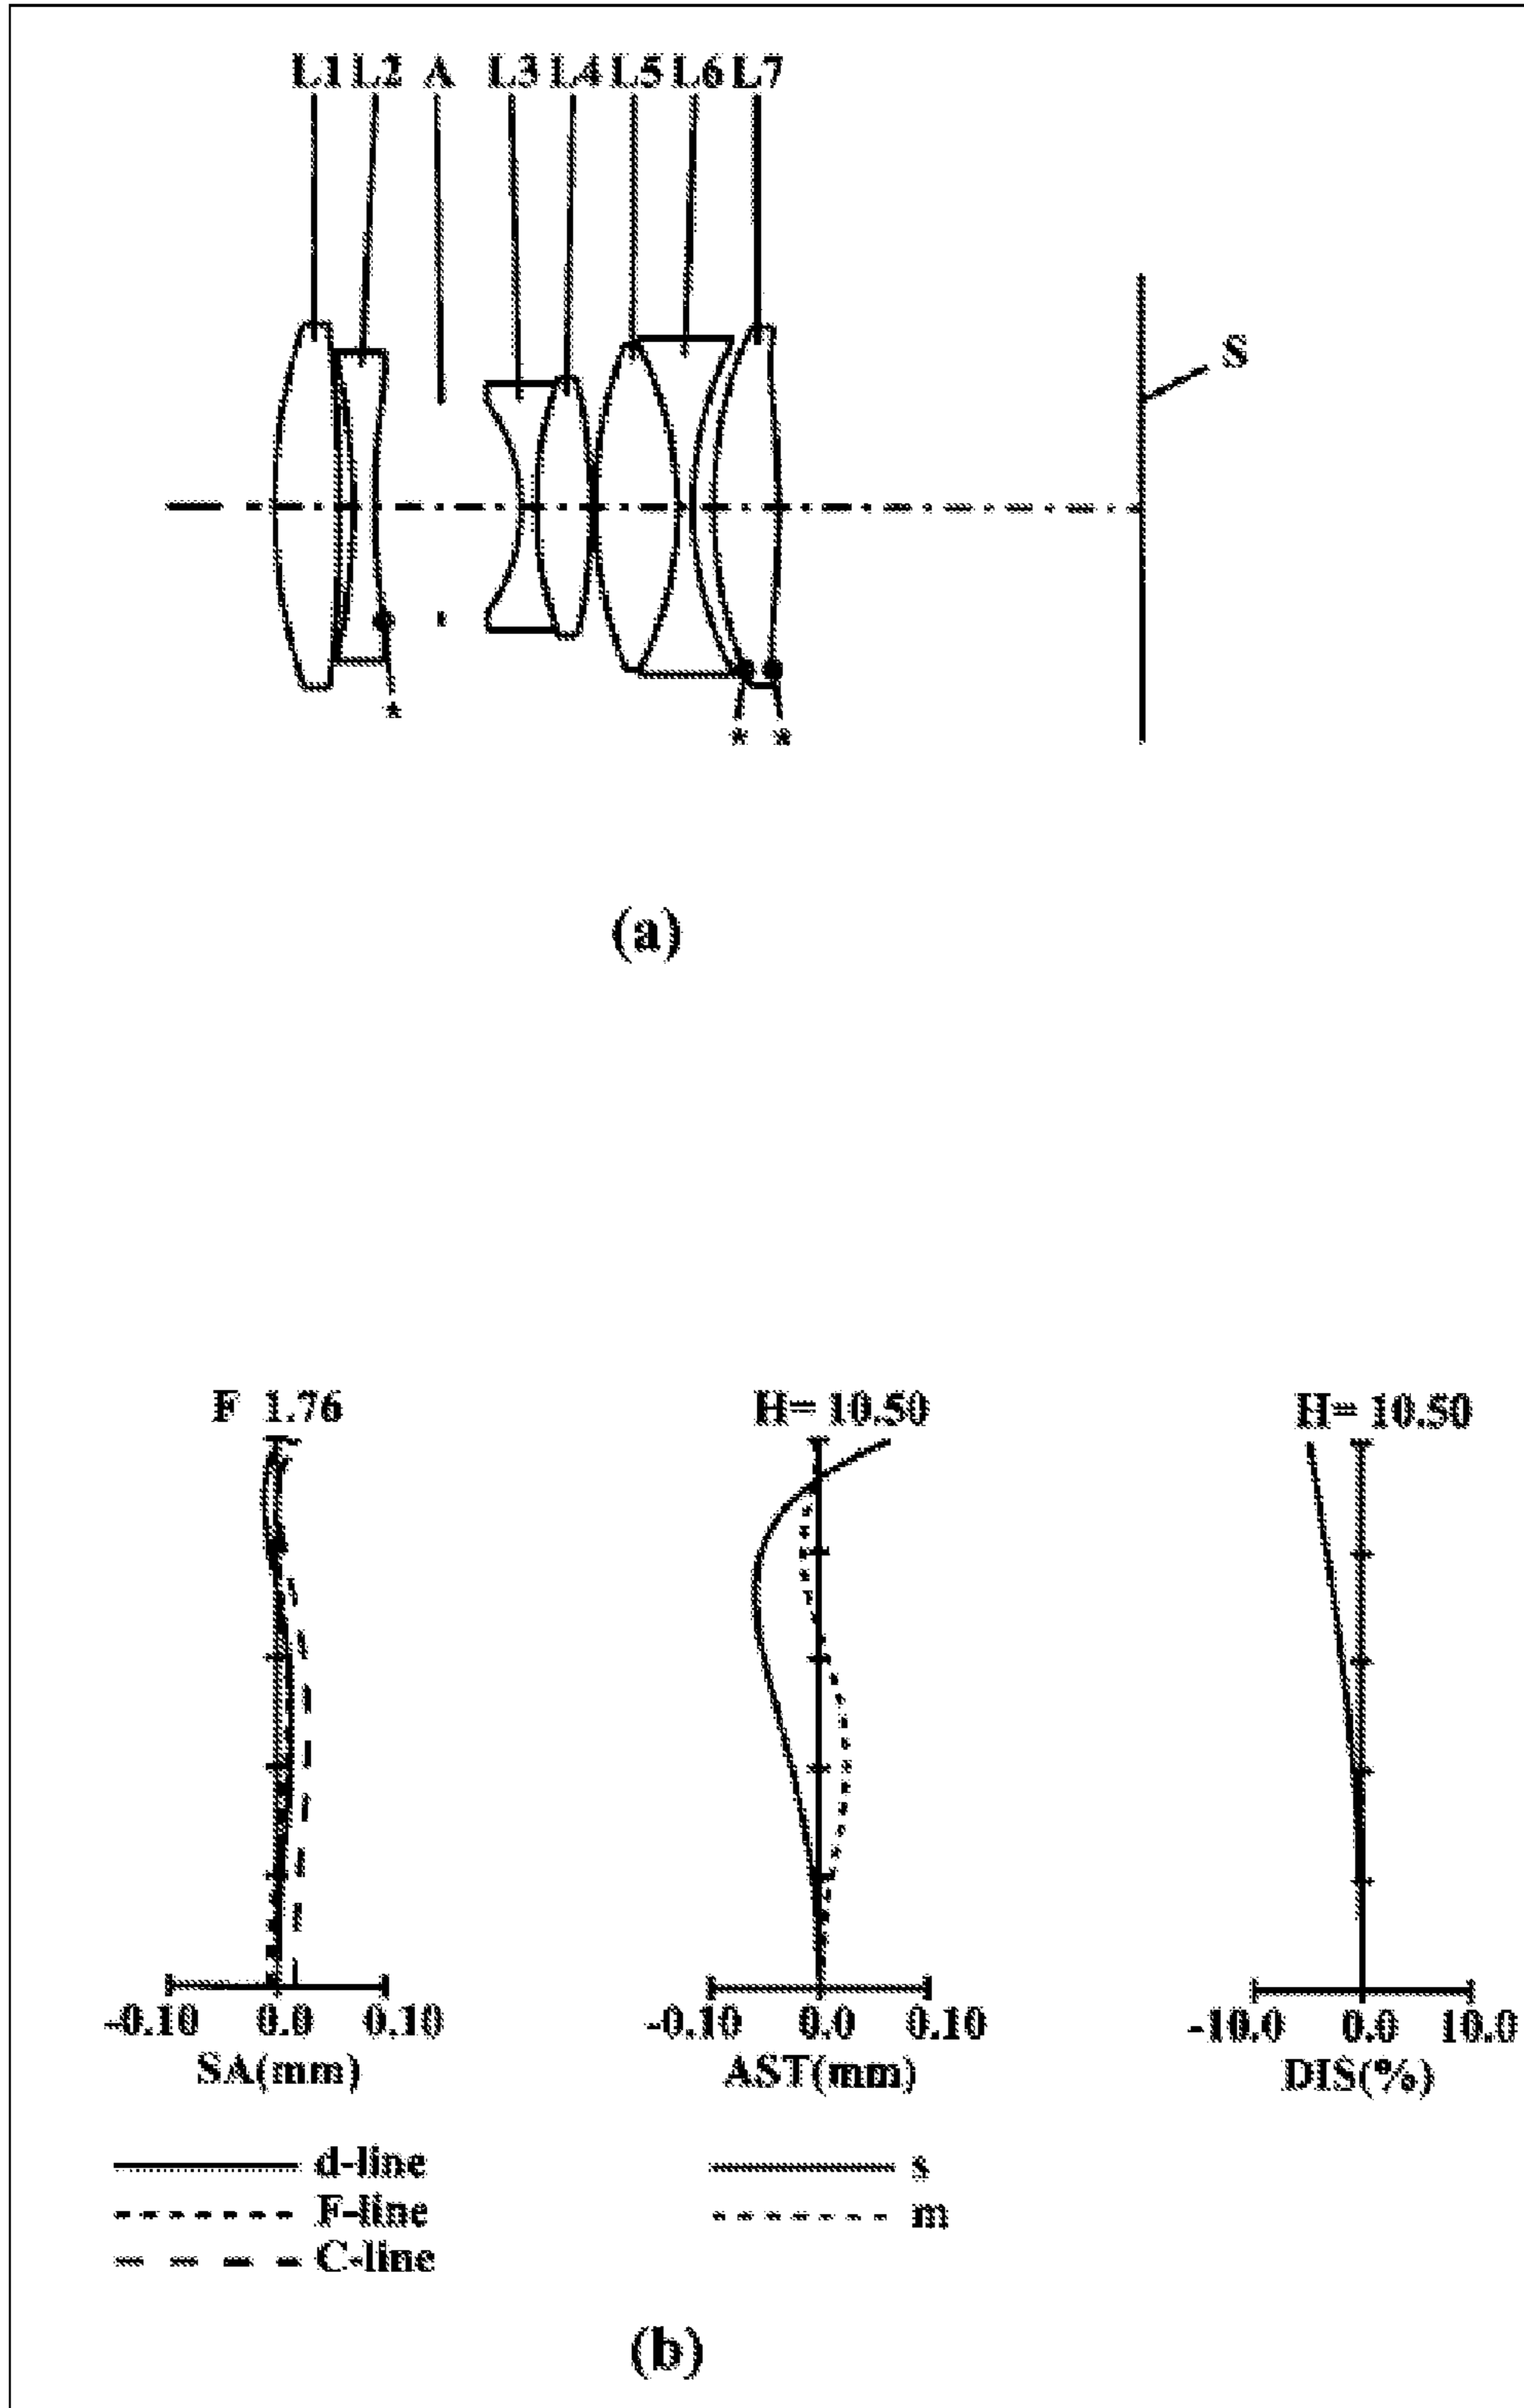 L1 L2 A L3 L4 L5 L6 L7
S
*
* *
(a)
F 1.76
H= 10.50
H= 10.50
-0.10 0.0 0.10
SA(mm)
-0.10 0.0 0.10
AST(mm)
-10.0 0.0 10.0
DIS(%)
d-line
F-line
C-line
s
m
(b)